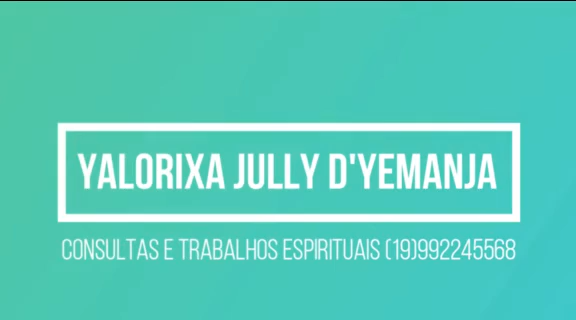 YALORIXA JULLY D'YEMANJA
CONSULTAS E TRABALHOS ESPIRITUAIS (19)992245568